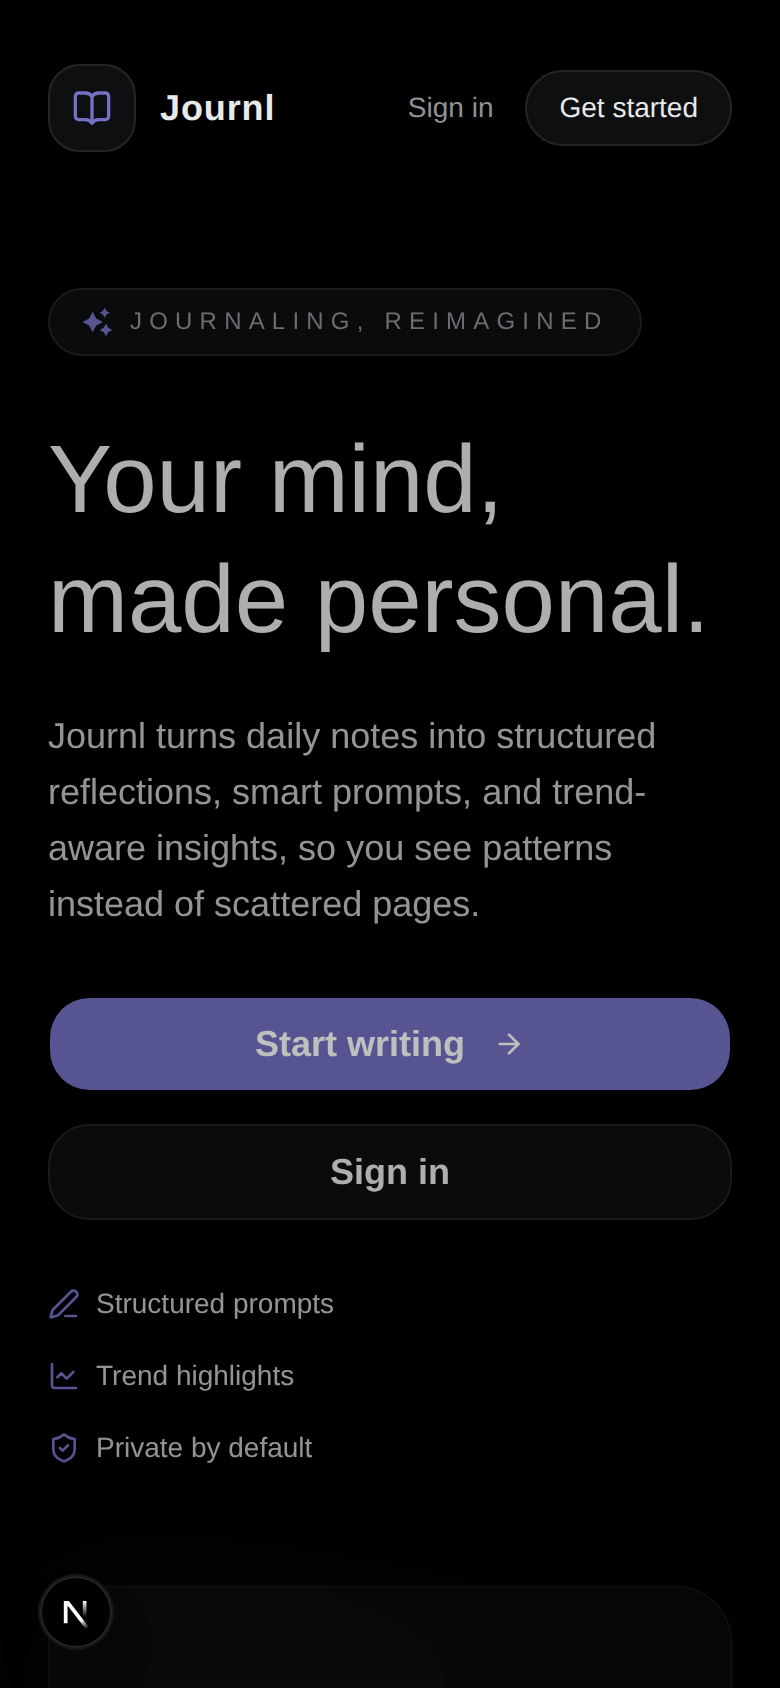 Journl
Sign in
Get started
JOURNALING, REIMAGINED
Your mind,
made personal.
Journl turns daily notes into structured
reflections, smart prompts, and trend-
aware insights, so you see patterns
instead of scattered pages.
Start writing
Sign in
Structured prompts
Trend highlights
Private by default
N